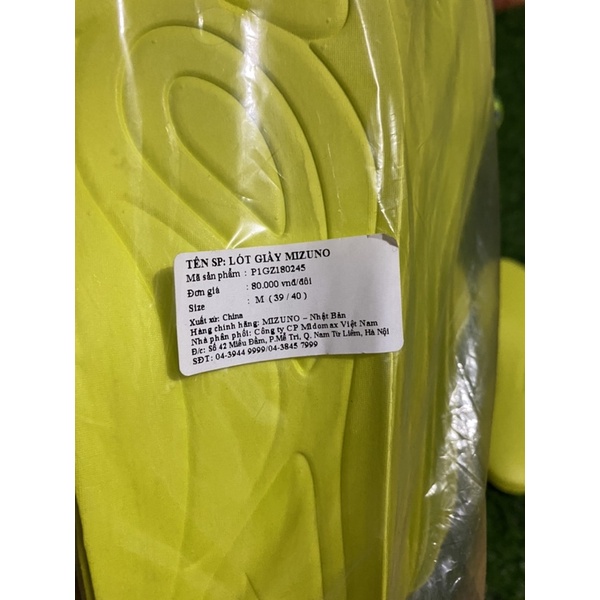 TÊN SP: LÓT GIÀY MIZUNO
Mã sản phẩm : P1GZ180245
Đơn giá : 80.000 vnđ/đôi
Size : M ( 39 / 40 )
Xuất xứ: China
Hàng chính hãng: MIZUNO – Nhật Bản
Nhà phân phối: Công ty CP Midomax Việt Nam
Đ/c: Số 42 Miếu Đầm, P.Mễ Trì, Q. Nam Từ Liêm, Hà Nội
SĐT: 04-3944 9999/04-3845 7999